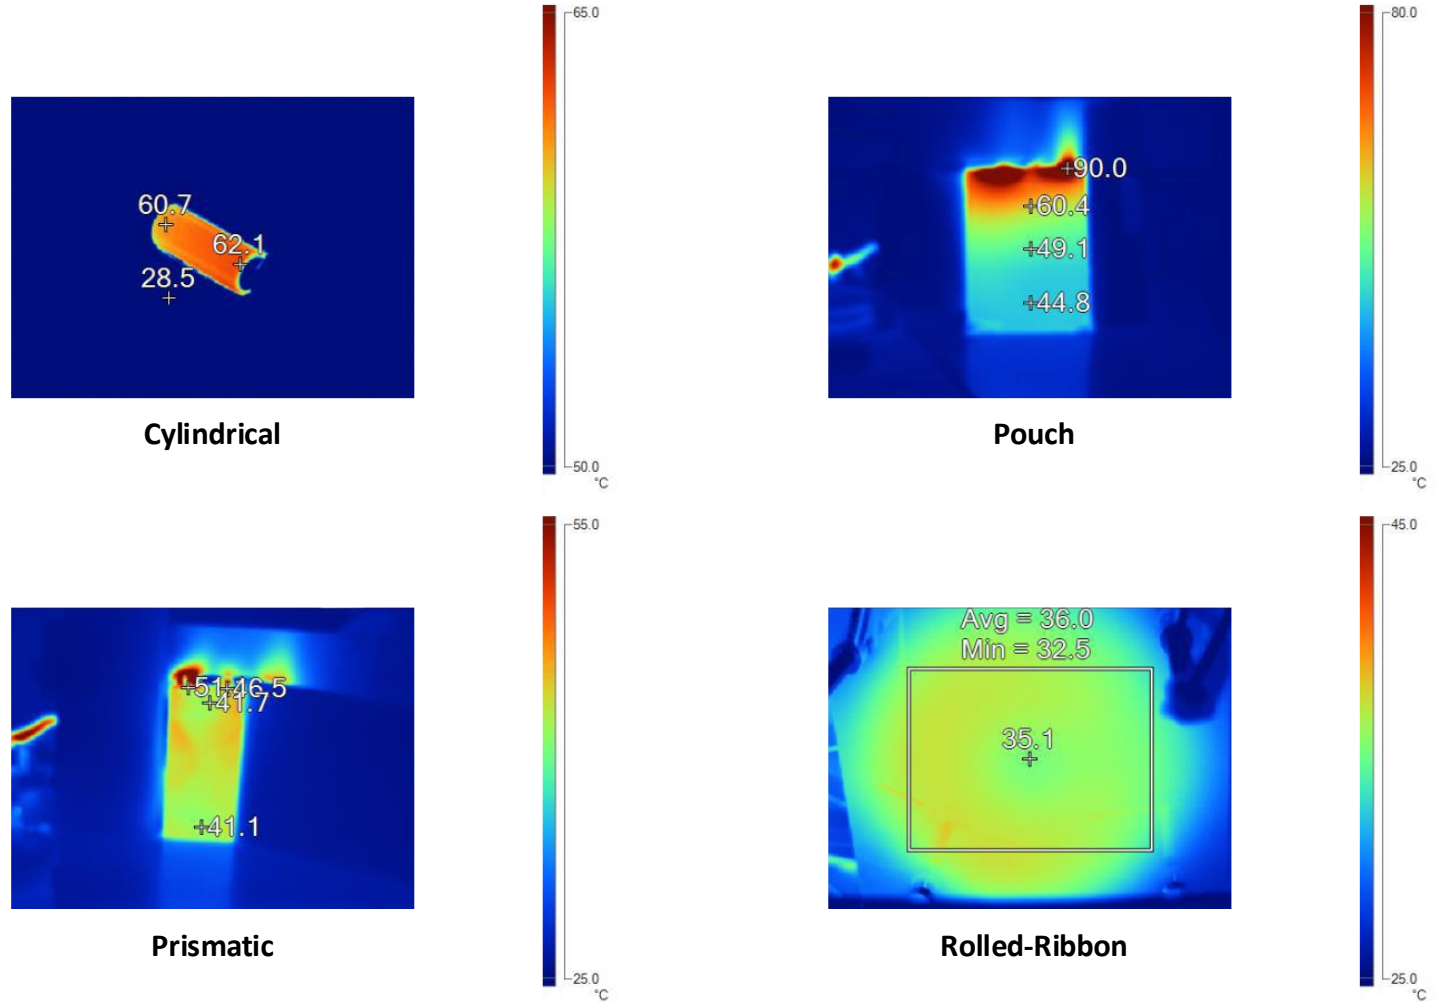 65.0
60.7
62.1
28.5
50.0
°C
Cylindrical
80.0
+90.0
+60.4
+49.1
+44.8
25.0
°C
Pouch
55.0
+46.5
+41.7
+41.1
25.0
°C
Prismatic
45.0
Avg = 36.0
Min = 32.5
35.1
25.0
°C
Rolled-Ribbon